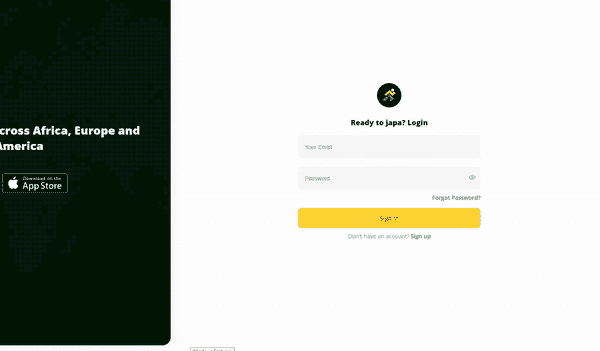 cross Africa, Europe and
America
Download on the
App Store
Ready to japa? Login
Your Email
Password
Forgot Password?
Sign in
Don't have an account? Sign up